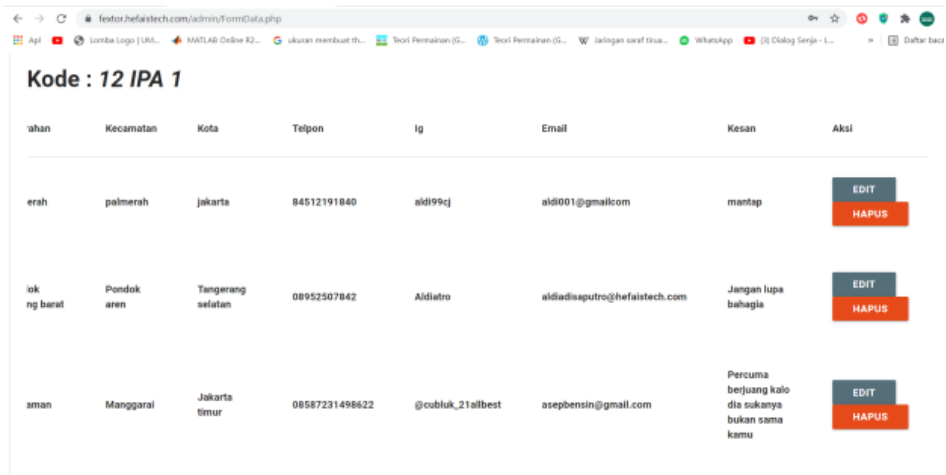 fextor.hefaistech.com/admin/FormData.php
Apl
Lomba Logo | UM...
MATLAB Online R2...
ukuran membuat th...
Teori Permainan (G...
Teori Permainan (G...
Jaringan saraf tirua...
WhatsApp
(3) Dialog Senja - L...
»
Daftar baca
Kode : 12 IPA 1
ahan Kecamatan Kota Telpon Ig Email Kesan Aksi
erah palmerah jakarta 84512191840 aldi99cj aldi001@gmailcom mantap
EDIT
HAPUS
ok
ng barat
Pondok
aren
Tangerang
selatan
08952507842
Aldiatro
aldiadisaputro@hefaistech.com
Jangan lupa
bahagia
EDIT
HAPUS
aman
Manggarai
Jakarta
timur
08587231498622
@cubluk_21allbest
asepbensin@gmail.com
Percuma
berjuang kalo
dia sukanya
bukan sama
kamu
EDIT
HAPUS